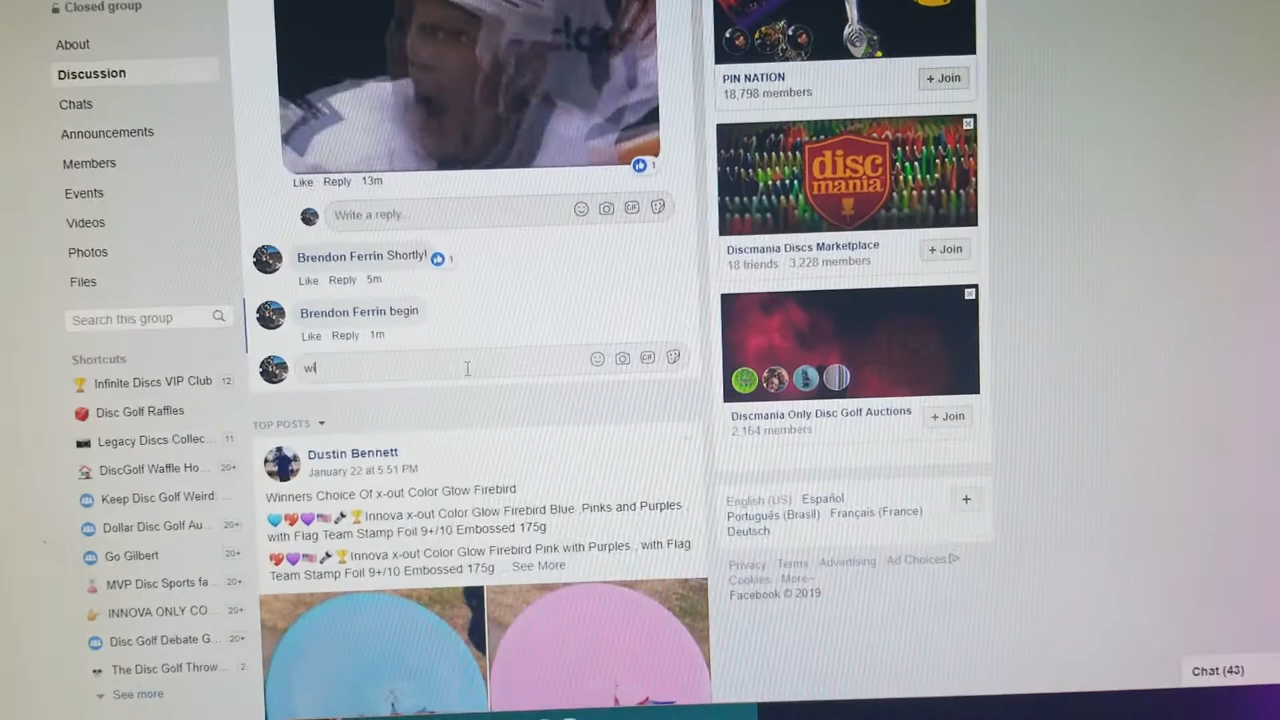 Closed group
About
Discussion
Chats
Announcements
Members
Events
Videos
Photos
Files
Search this group
Shortcuts
Infinite Discs VIP Club 12
Disc Golf Raffles
Legacy Discs Collec... 11
DiscGolf Waffle Ho... 20+
Keep Disc Golf Weird: ...
Dollar Disc Golf Au... 20+
Go Gilbert 20+
MVP Disc Sports fa... 20+
INNOVA ONLY CO... 20+
Disc Golf Debate G... 20+
The Disc Golf Throw... 2
See more
1
Like · Reply · 13m
Write a reply...
GIF
Brendon Ferrin Shortly! 1
Like · Reply · 5m
Brendon Ferrin begin
Like · Reply · 1m
GIF
TOP POSTS
Dustin Bennett
January 22 at 5:51 PM
Winners Choice Of x-out Color Glow Firebird
💙💖💜🇺🇸🎤🏆Innova x-out Color Glow Firebird Blue ,Pinks and Purples ,
with Flag Team Stamp Foil 9+/10 Embossed 175g
💖💜🇺🇸🎤🏆Innova x-out Color Glow Firebird Pink with Purples , with Flag
Team Stamp Foil 9+/10 Embossed 175g ... See More
PIN NATION
18,798 members
+ Join
disc
mania
Discmania Discs Marketplace
18 friends · 3,228 members
+ Join
Discmania Only Disc Golf Auctions
2,164 members
+ Join
English (US) · Español ·
Português (Brasil) · Français (France) ·
Deutsch
+
Privacy · Terms · Advertising · Ad Choices ·
Cookies · More
Facebook © 2019
Chat (43)